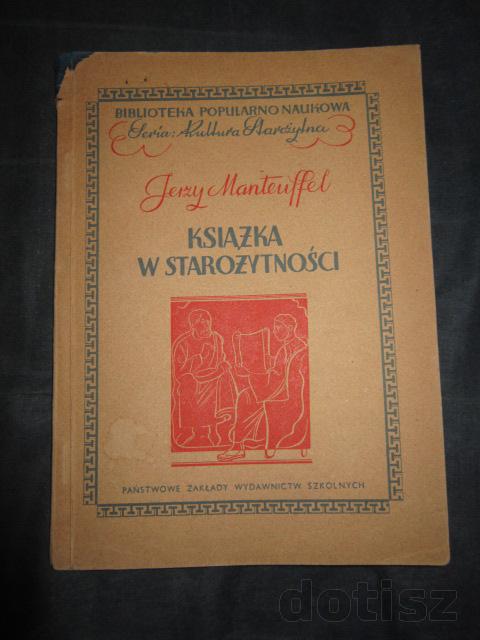 BIBLIOTEKA POPULARNO NAUKOWA
Seria: Kultura Starożytna
Jerzy Manteuffel
KSIĄŻKA
W STAROŻYTNOŚCI
PAŃSTWOWE ZAKŁADY WYDAWNICTW SZKOLNYCH
dotisz